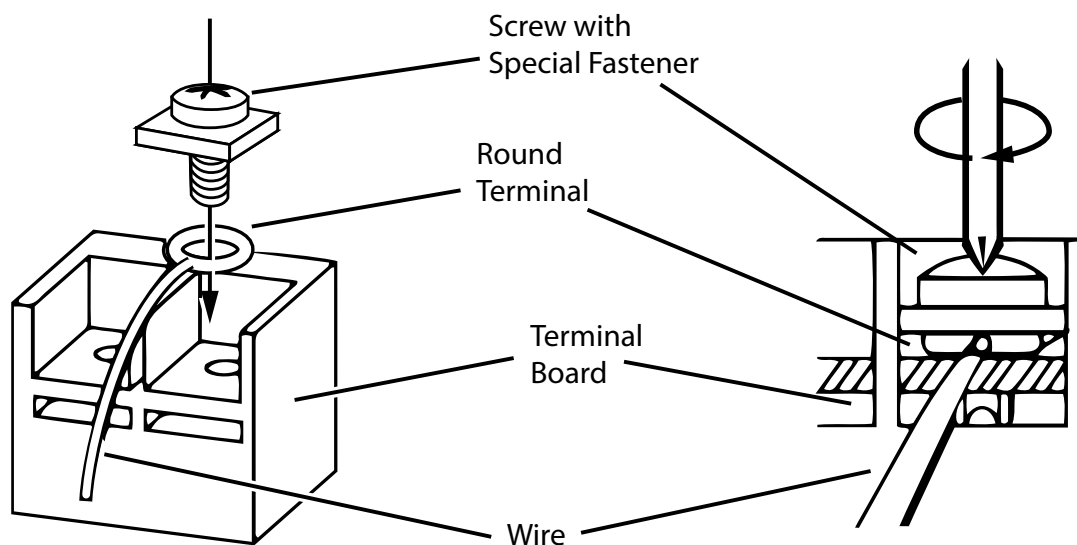 Screw with
Special Fastener
Round
Terminal
Terminal
Board
Wire